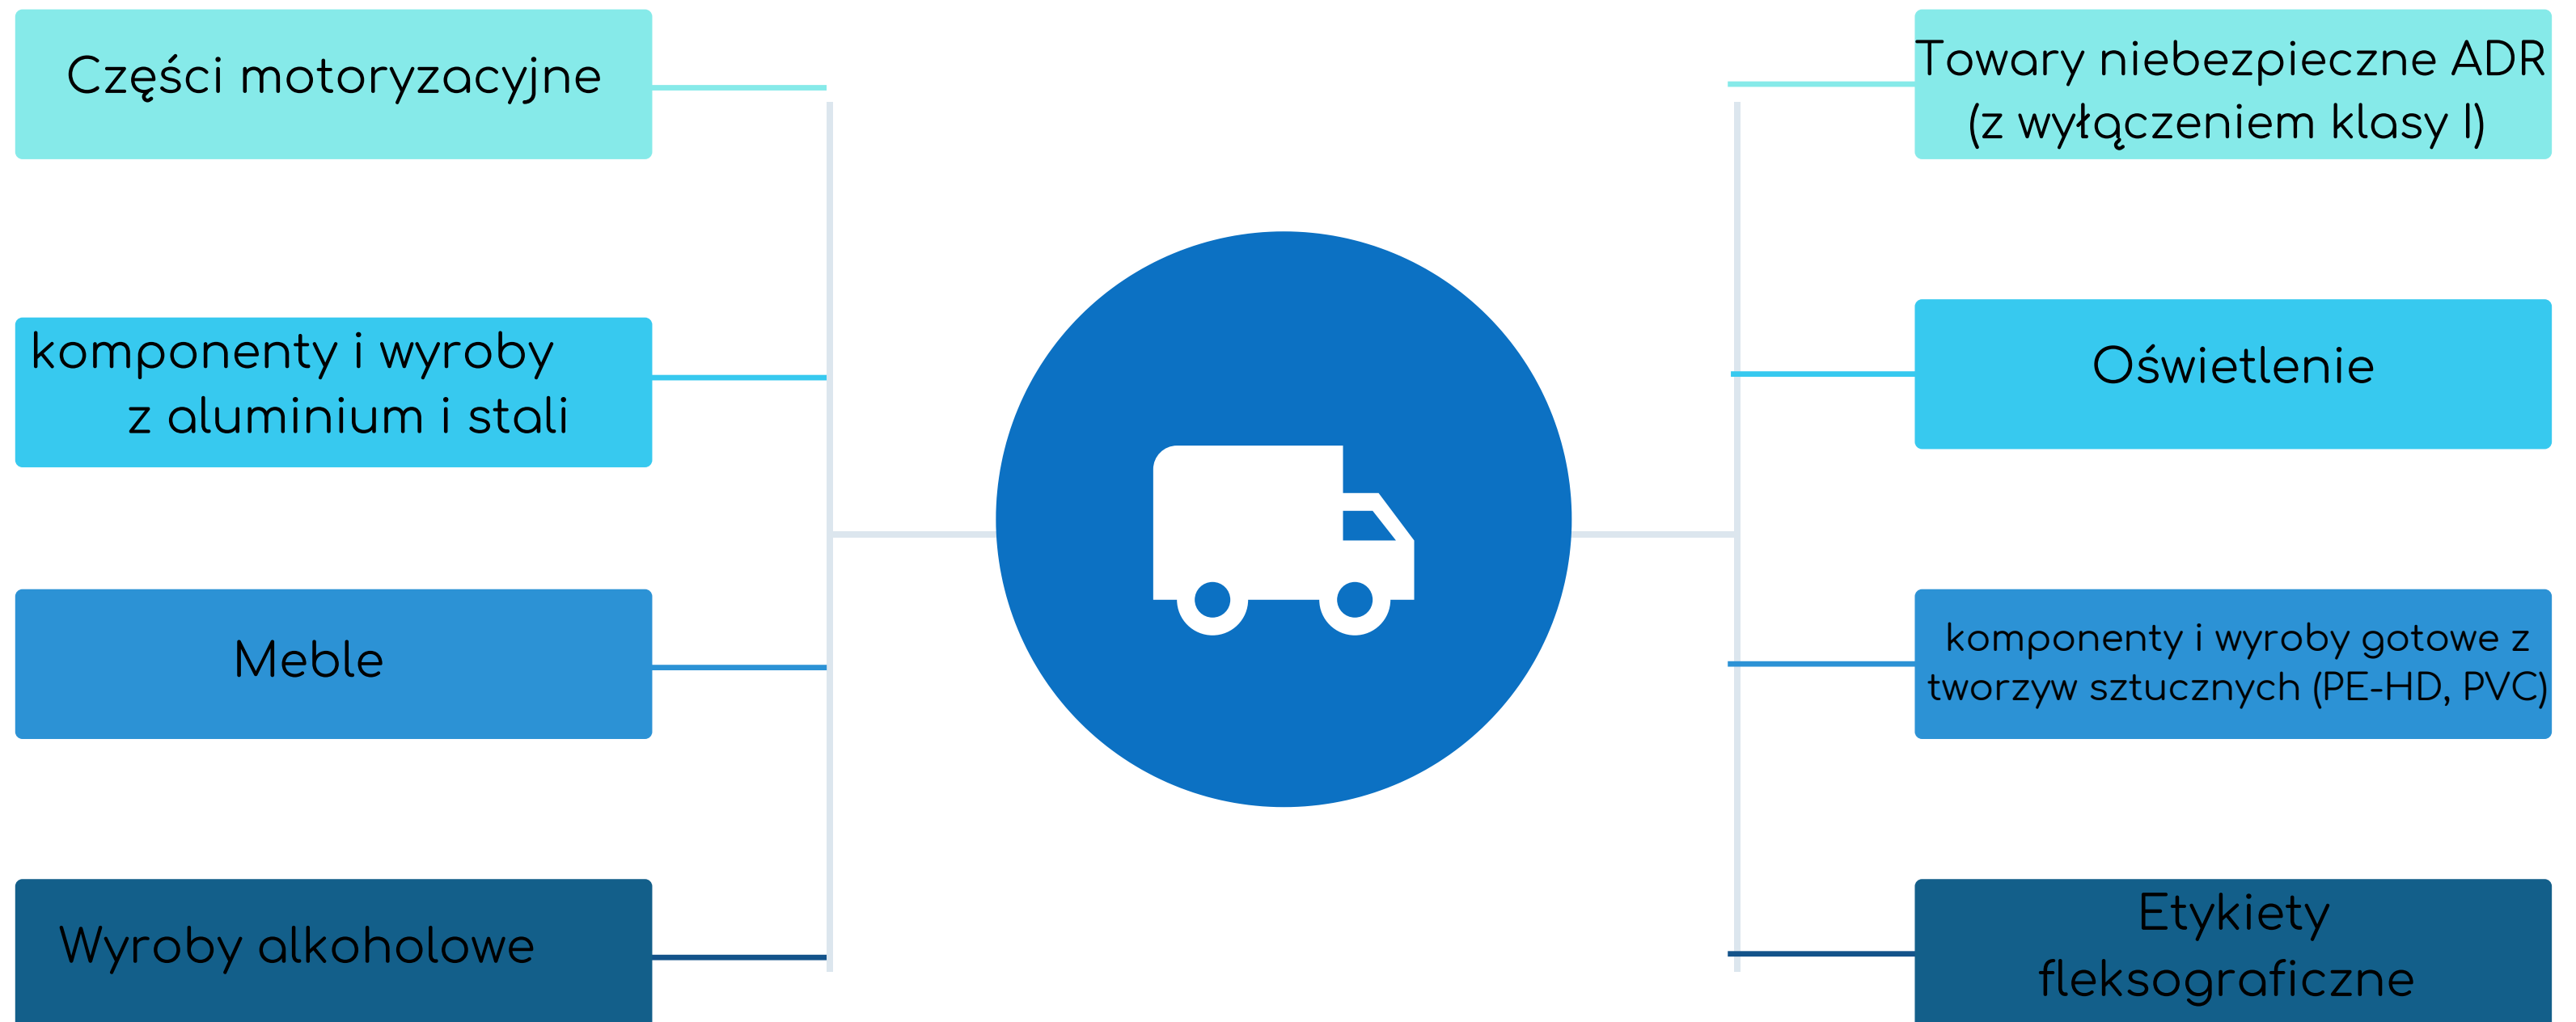 Części motoryzacyjne
komponenty i wyroby
z aluminium i stali
Meble
Wyroby alkoholowe
Towary niebezpieczne ADR
(z wyłączeniem klasy I)
Oświetlenie
komponenty i wyroby gotowe z
tworzyw sztucznych (PE-HD, PVC)
Etykiety
fleksograficzne